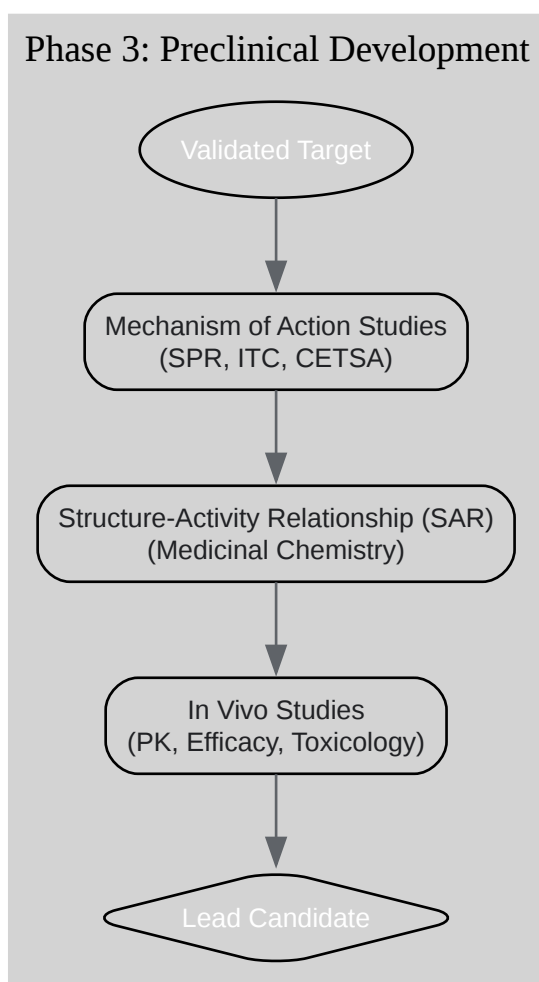 Phase 3: Preclinical Development
Validated Target
Mechanism of Action Studies
(SPR, ITC, CETSA)
Structure-Activity Relationship (SAR)
(Medicinal Chemistry)
In Vivo Studies
(PK, Efficacy, Toxicology)
Lead Candidate